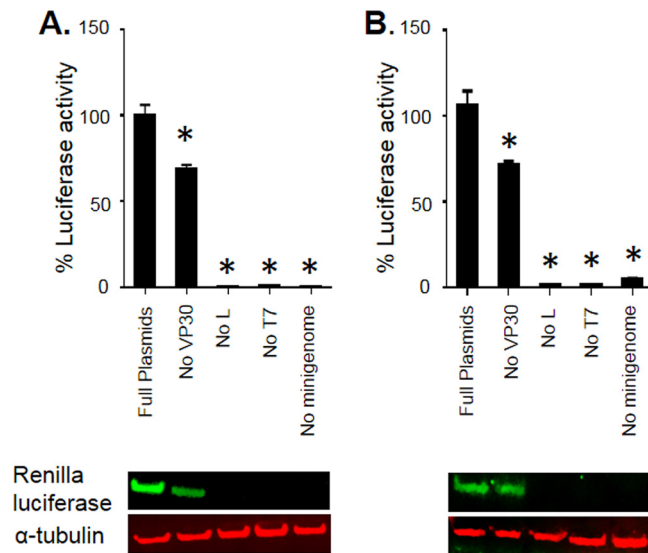 A.
150
100
50
0
% Luciferase activity
*
*
*
*
Full Plasmids
No VP30
No L
No T7
No minigenome
B.
150
100
50
0
% Luciferase activity
*
*
*
*
Full Plasmids
No VP30
No L
No T7
No minigenome
Renilla
luciferase
α-tubulin